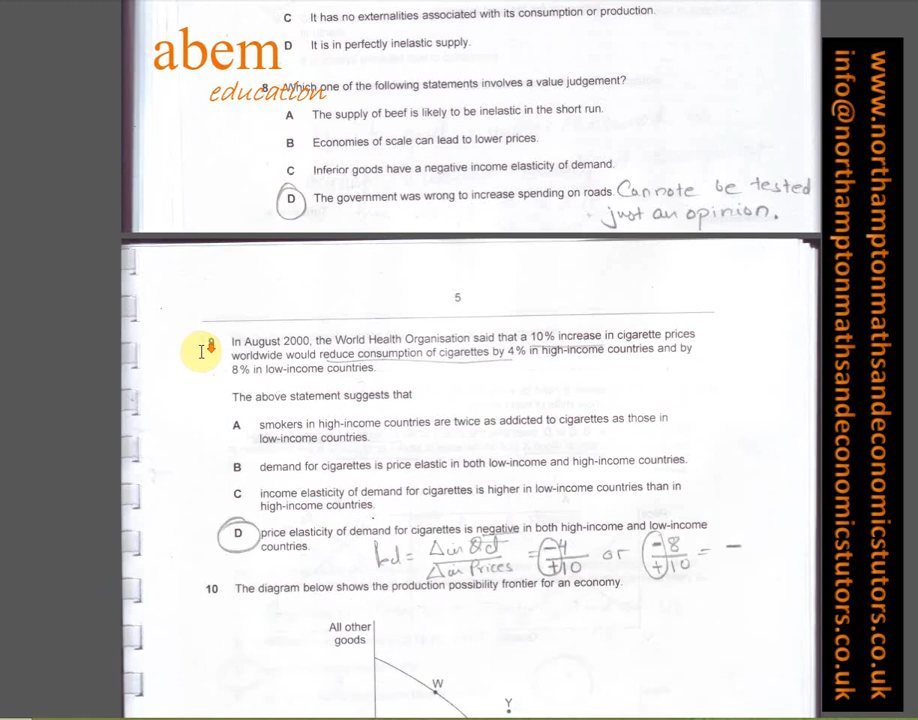 C It has no externalities associated with its consumption or production.
abem
D It is in perfectly inelastic supply.
education
8 Which one of the following statements involves a value judgement?
A The supply of beef is likely to be inelastic in the short run.
B Economies of scale can lead to lower prices.
C Inferior goods have a negative income elasticity of demand.
D The government was wrong to increase spending on roads. Cannote be tested
just an opinion.
5
In August 2000, the World Health Organisation said that a 10% increase in cigarette prices
worldwide would reduce consumption of cigarettes by 4% in high-income countries and by
8% in low-income countries.
The above statement suggests that
A smokers in high-income countries are twice as addicted to cigarettes as those in
low-income countries.
B demand for cigarettes is price elastic in both low-income and high-income countries.
C income elasticity of demand for cigarettes is higher in low-income countries than in
high-income countries.
D price elasticity of demand for cigarettes is negative in both high-income and low-income
countries.
Δ in Qd / Δ in Prices = -4 / +10 or -8 / +10 = -
10 The diagram below shows the production possibility frontier for an economy.
All other
goods
W
Y
www.northamptonmathsandeconomicstutors.co.uk
info@northamptonmathsandeconomicstutors.co.uk